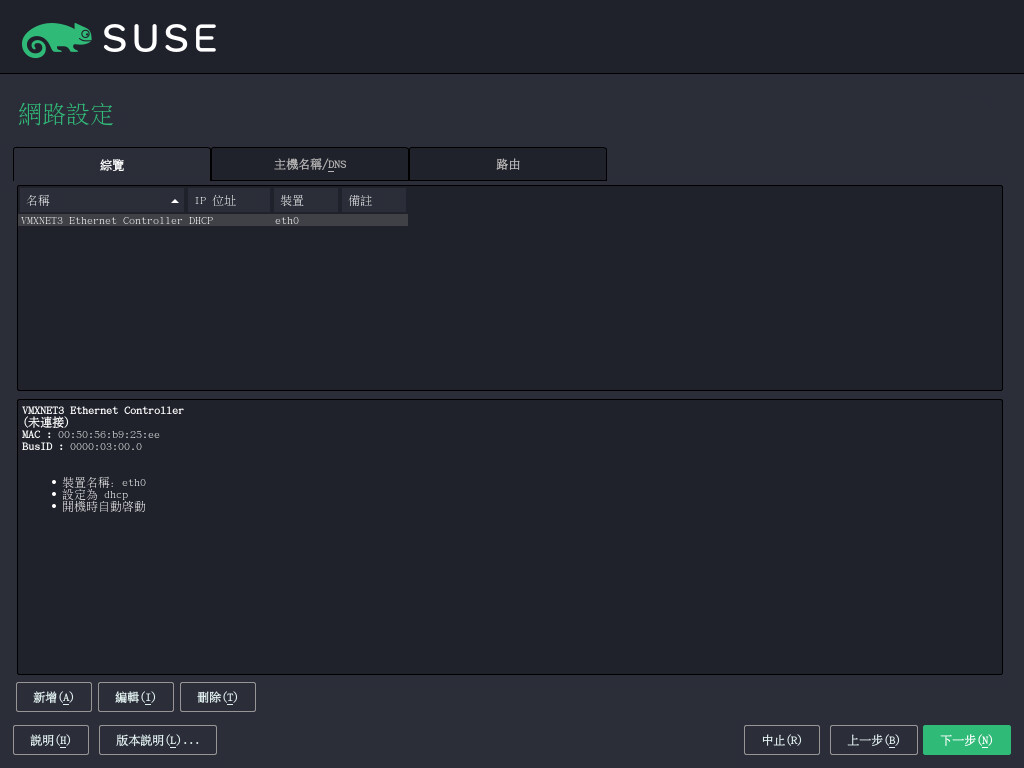 SUSE
網路設定
綜覽 主機名稱/DNS 路由
名稱 IP 位址 裝置 備註
VMXNET3 Ethernet Controller DHCP eth0
VMXNET3 Ethernet Controller
(未連接)
MAC : 00:50:56:b9:25:ee
BusID : 0000:03:00.0
• 裝置名稱: eth0
• 設定為 dhcp
• 開機時自動啓動
新增(A) 編輯(I) 刪除(T)
說明(H) 版本說明(L)... 中止(R) 上一步(B) 下一步(N)